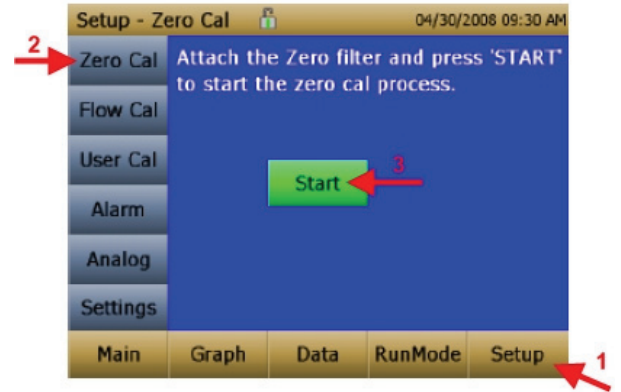 Setup - Zero Cal 04/30/2008 09:30 AM
2
Zero Cal
Attach the Zero filter and press 'START'
to start the zero cal process.
Flow Cal
User Cal
Start
3
Alarm
Analog
Settings
Main Graph Data RunMode Setup
1